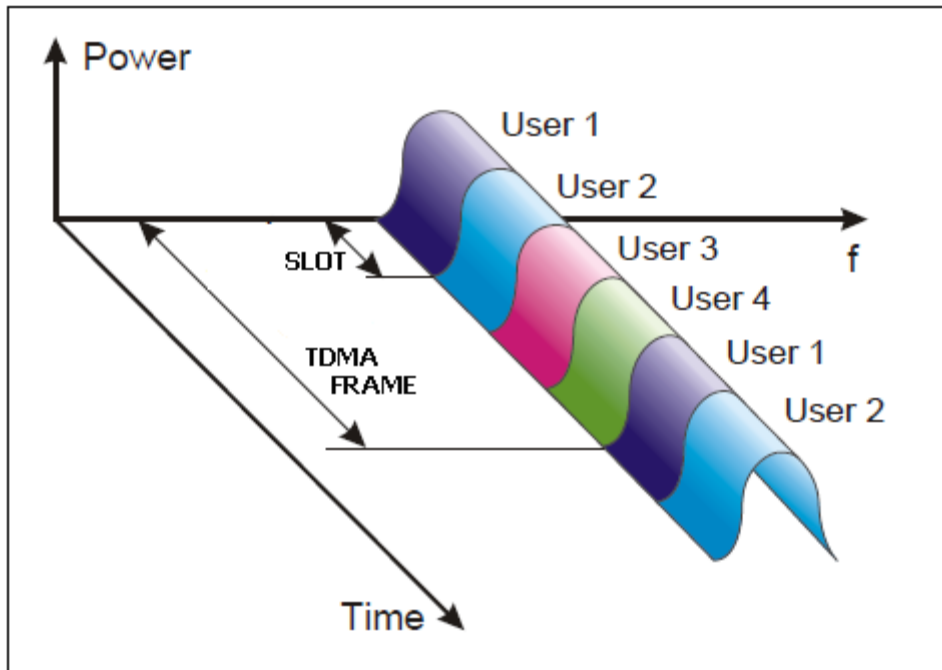 Power
User 1
User 2
User 3
f
SLOT
User 4
User 1
TDMA
FRAME
User 2
Time